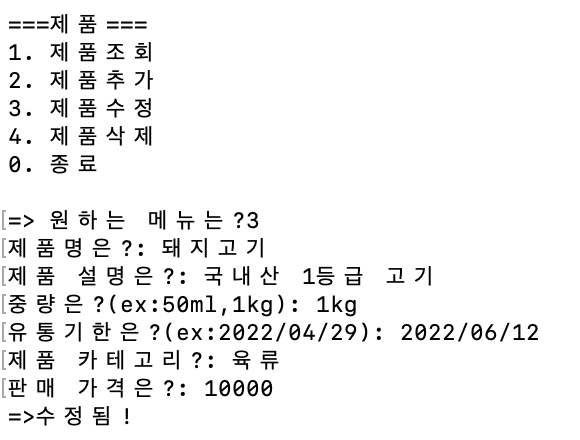 ===제품===
1. 제품조회
2. 제품추가
3. 제품수정
4. 제품삭제
0. 종료
[=> 원하는 메뉴는?3
[제품명은?: 돼지고기
[제품 설명은?: 국내산 1등급 고기
[중량은?(ex:50ml,1kg): 1kg
[유통기한은?(ex:2022/04/29): 2022/06/12
[제품 카테고리?: 육류
[판매 가격은?: 10000
=>수정됨!